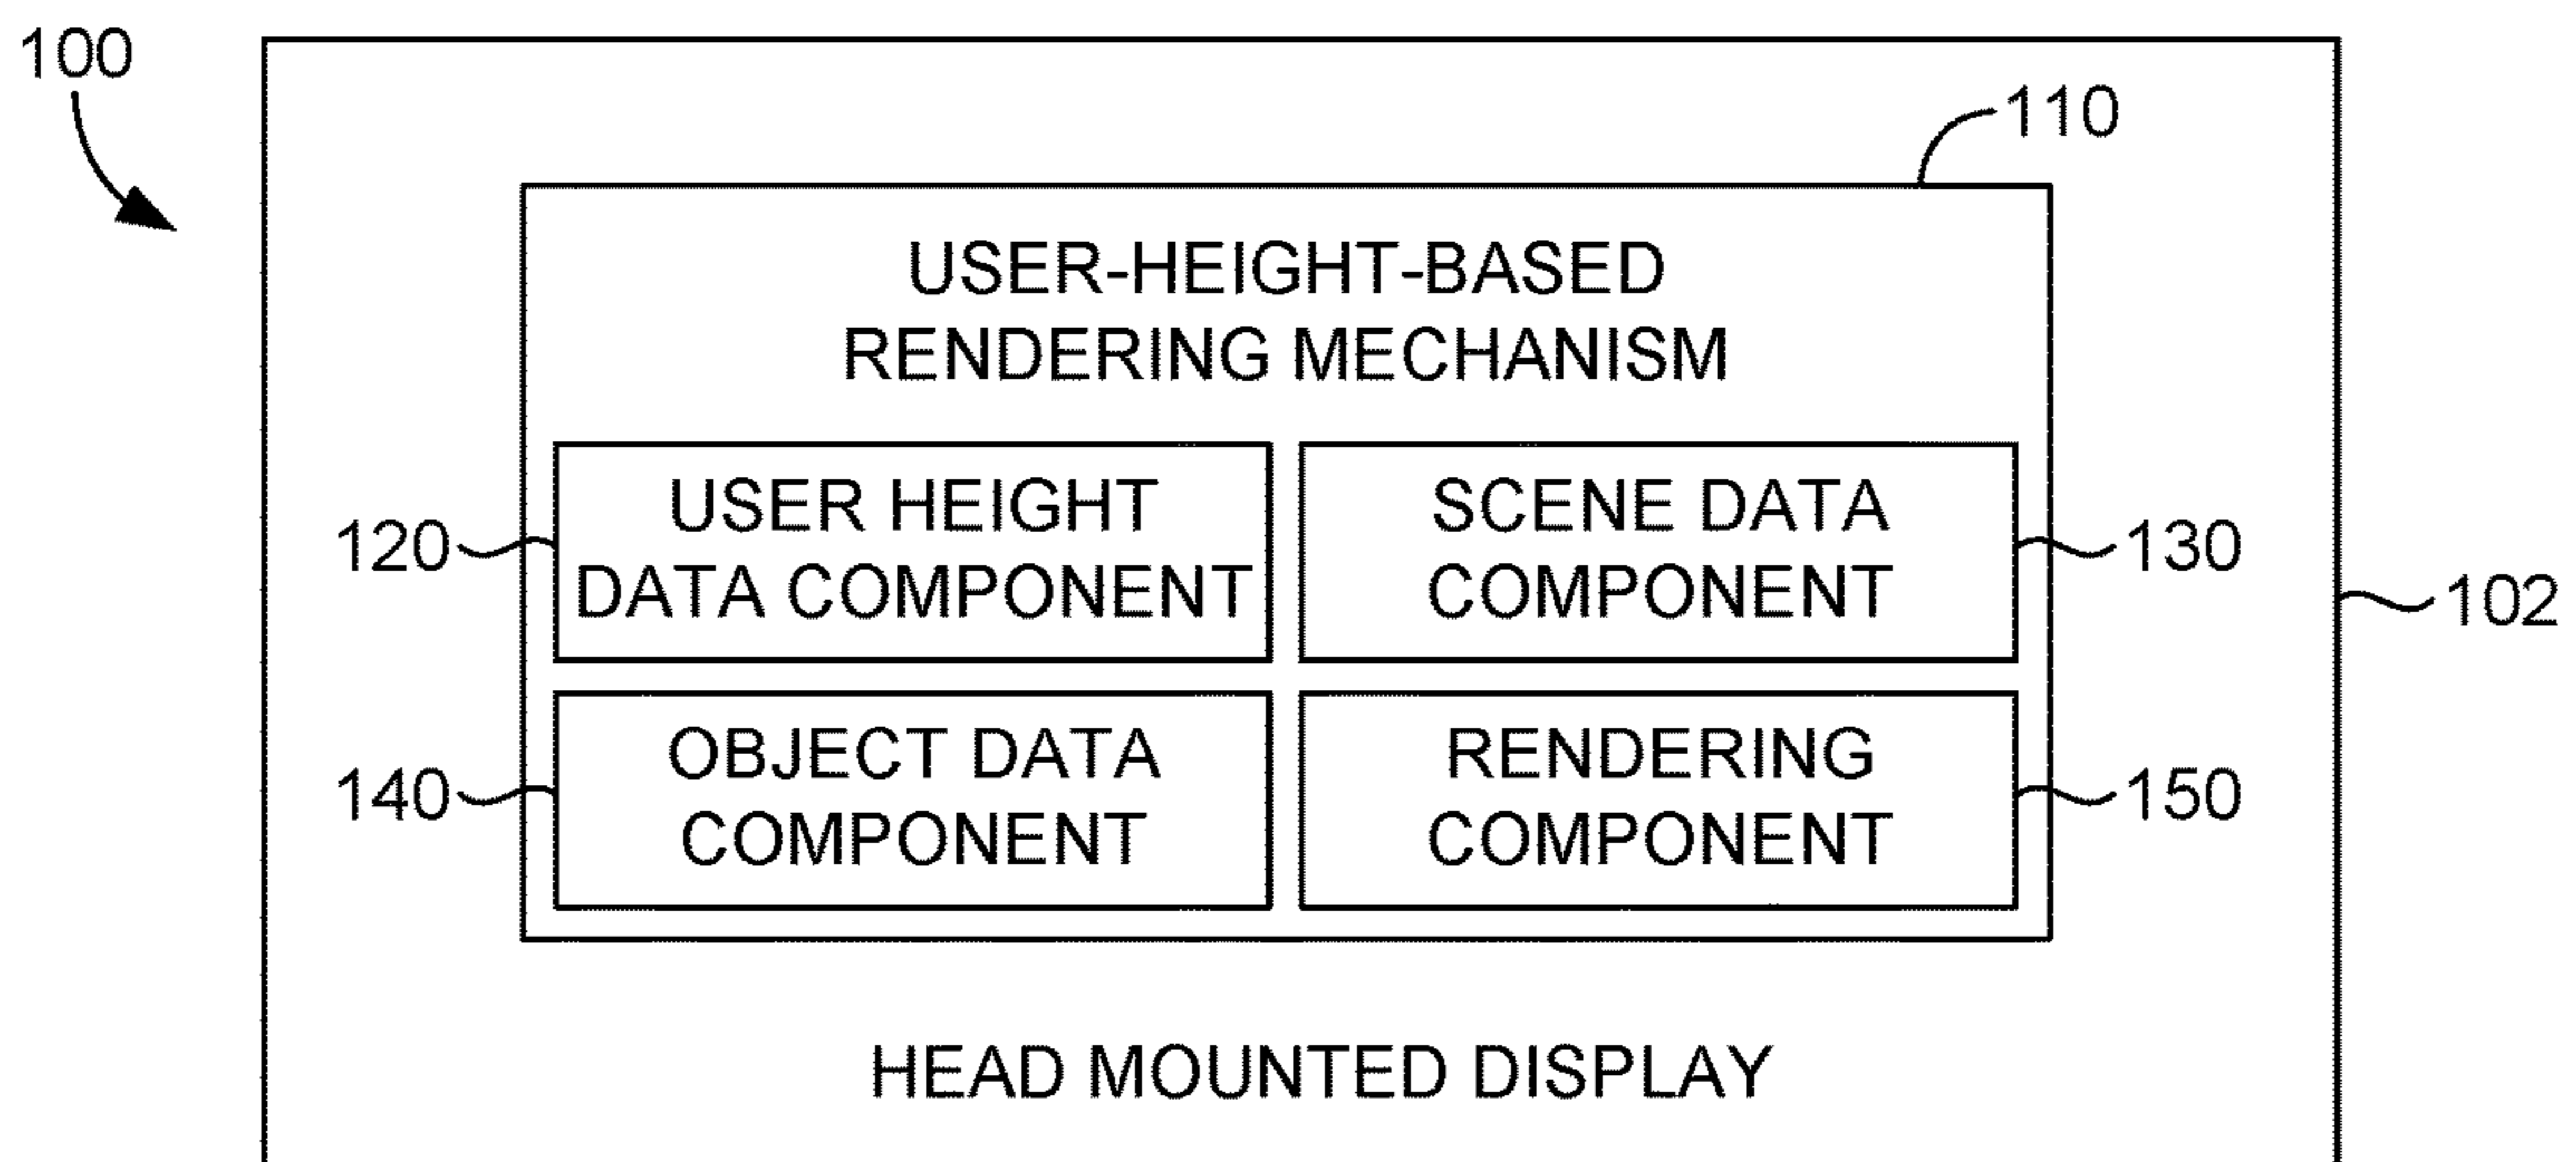 100
110
USER-HEIGHT-BASED
RENDERING MECHANISM
USER HEIGHT
DATA COMPONENT
120
SCENE DATA
COMPONENT
130
102
OBJECT DATA
COMPONENT
140
RENDERING
COMPONENT
150
HEAD MOUNTED DISPLAY